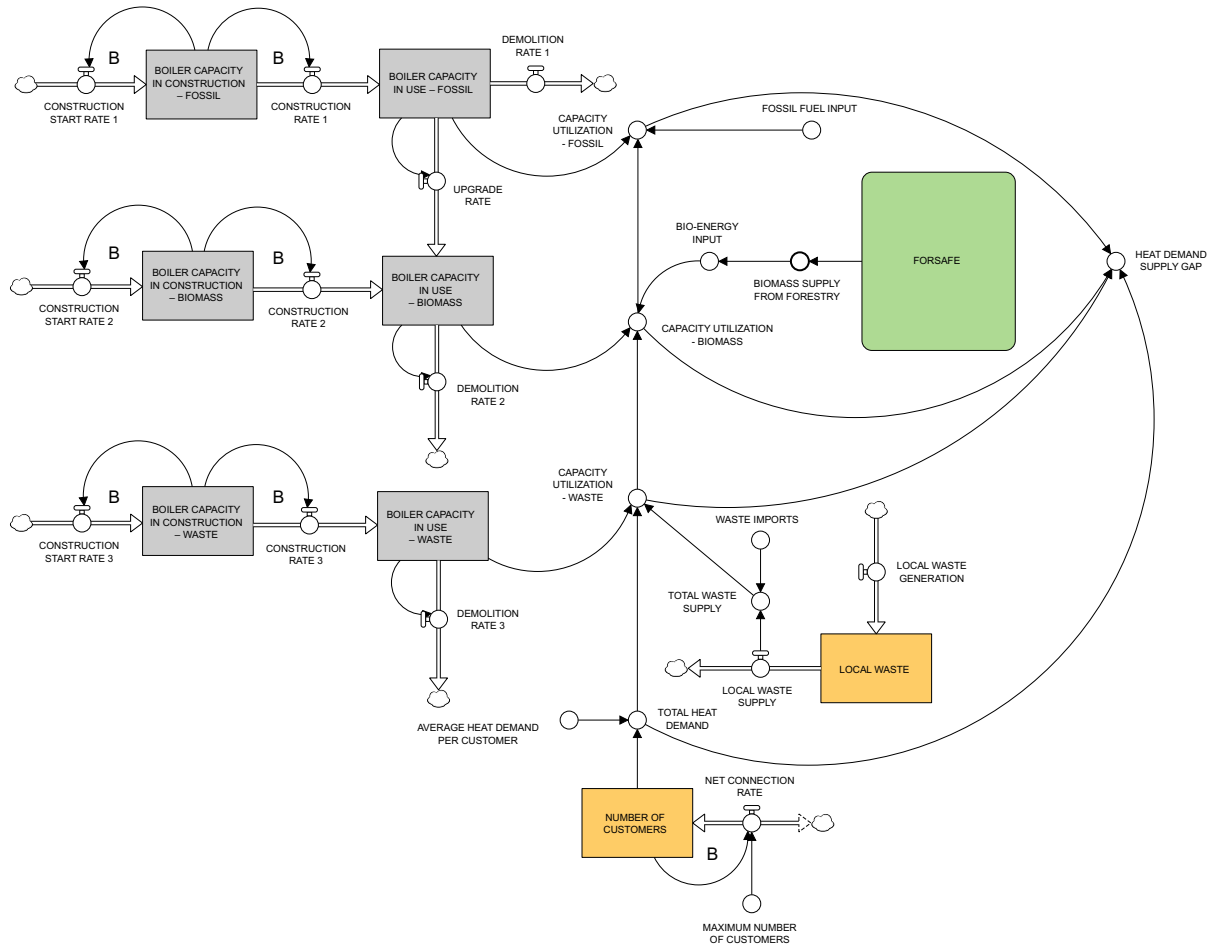 DEMOLITION
RATE 1
B
B
BOILER CAPACITY
IN CONSTRUCTION
– FOSSIL
BOILER CAPACITY
IN USE – FOSSIL
CONSTRUCTION
START RATE 1
CONSTRUCTION
RATE 1
CAPACITY
UTILIZATION
- FOSSIL
FOSSIL FUEL INPUT
UPGRADE
RATE
B
B
BOILER CAPACITY
IN CONSTRUCTION
– BIOMASS
BOILER CAPACITY
IN USE
– BIOMASS
CONSTRUCTION
START RATE 2
CONSTRUCTION
RATE 2
BIO-ENERGY
INPUT
BIOMASS SUPPLY
FROM FORESTRY
FORSAFE
HEAT DEMAND
SUPPLY GAP
CAPACITY UTILIZATION
- BIOMASS
DEMOLITION
RATE 2
B
B
BOILER CAPACITY
IN CONSTRUCTION
– WASTE
BOILER CAPACITY
IN USE
– WASTE
CONSTRUCTION
START RATE 3
CONSTRUCTION
RATE 3
CAPACITY
UTILIZATION
- WASTE
WASTE IMPORTS
LOCAL WASTE
GENERATION
TOTAL WASTE
SUPPLY
DEMOLITION
RATE 3
LOCAL WASTE
LOCAL WASTE
SUPPLY
AVERAGE HEAT DEMAND
PER CUSTOMER
TOTAL HEAT
DEMAND
NET CONNECTION
RATE
NUMBER OF
CUSTOMERS
B
MAXIMUM NUMBER
OF CUSTOMERS